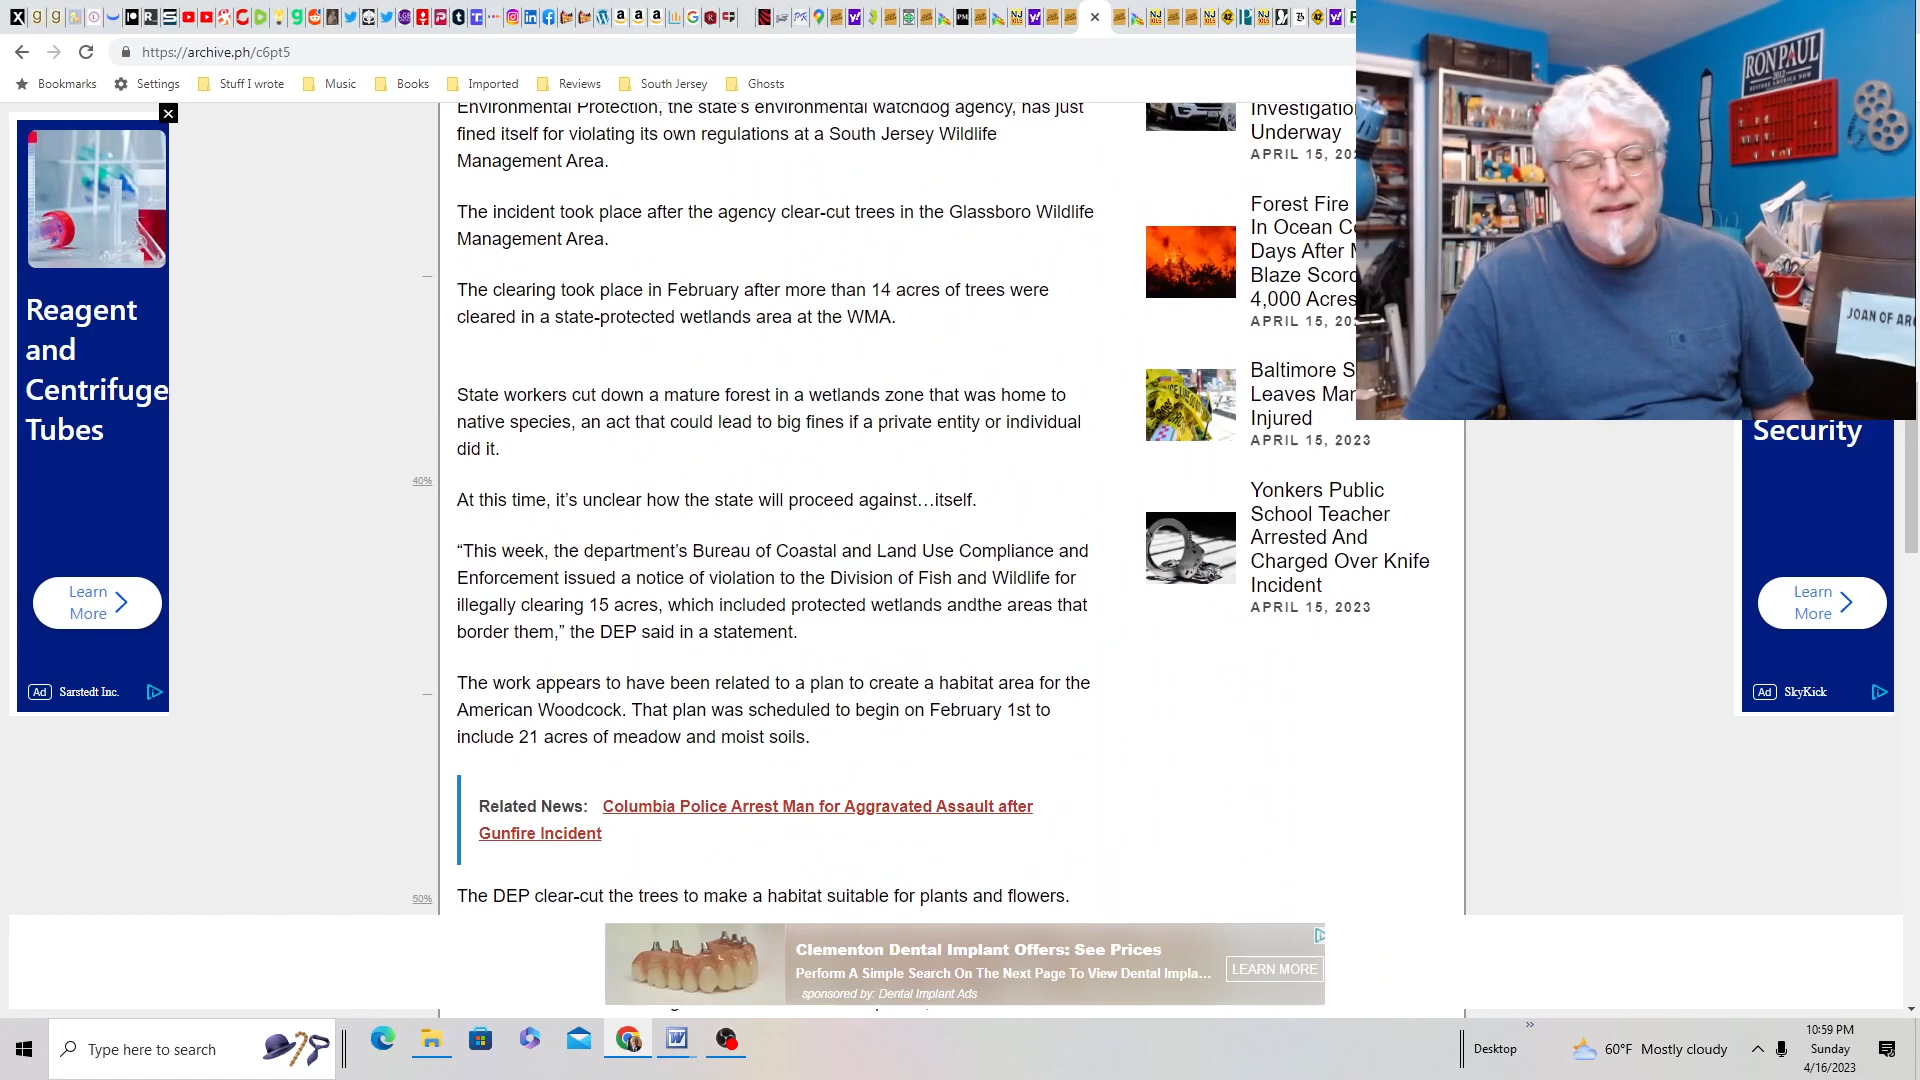 https://archive.ph/c6pt5
Bookmarks
Settings
Stuff I wrote
Music
Books
Imported
Reviews
South Jersey
Ghosts
Environmental Protection, the state's environmental watchdog agency, has just
fined itself for violating its own regulations at a South Jersey Wildlife
Management Area.
The incident took place after the agency clear-cut trees in the Glassboro Wildlife
Management Area.
The clearing took place in February after more than 14 acres of trees were
cleared in a state-protected wetlands area at the WMA.
State workers cut down a mature forest in a wetlands zone that was home to
native species, an act that could lead to big fines if a private entity or individual
did it.
40%
At this time, it's unclear how the state will proceed against…itself.
“This week, the department's Bureau of Coastal and Land Use Compliance and
Enforcement issued a notice of violation to the Division of Fish and Wildlife for
illegally clearing 15 acres, which included protected wetlands andthe areas that
border them,” the DEP said in a statement.
The work appears to have been related to a plan to create a habitat area for the
American Woodcock. That plan was scheduled to begin on February 1st to
include 21 acres of meadow and moist soils.
Related News: Columbia Police Arrest Man for Aggravated Assault after
Gunfire Incident
50%
The DEP clear-cut the trees to make a habitat suitable for plants and flowers.
Reagent
and
Centrifuge
Tubes
Learn
More
Ad Sarstedt Inc.
Investigation
Underway
APRIL 15, 202
Forest Fire
In Ocean C
Days After
Blaze Scorc
4,000 Acres
APRIL 15, 20
Baltimore S
Leaves Man
Injured
APRIL 15, 2023
Yonkers Public
School Teacher
Arrested And
Charged Over Knife
Incident
APRIL 15, 2023
RON PAUL
2012
RESTORE AMERICA NOW
JOAN OF AR
Security
Learn
More
Ad SkyKick
Clementon Dental Implant Offers: See Prices
Perform A Simple Search On The Next Page To View Dental Impla...
sponsored by: Dental Implant Ads
LEARN MORE
Type here to search
Desktop
60°F Mostly cloudy
10:59 PM
Sunday
4/16/2023